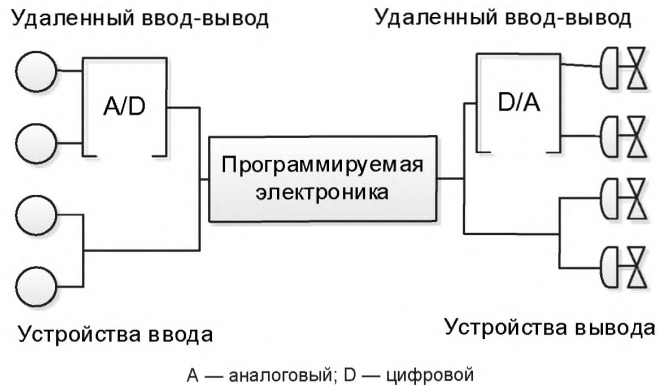 Удаленный ввод-вывод
Удаленный ввод-вывод
A/D
D/A
Программируемая
электроника
Устройства ввода
Устройства вывода
А — аналоговый; D — цифровой